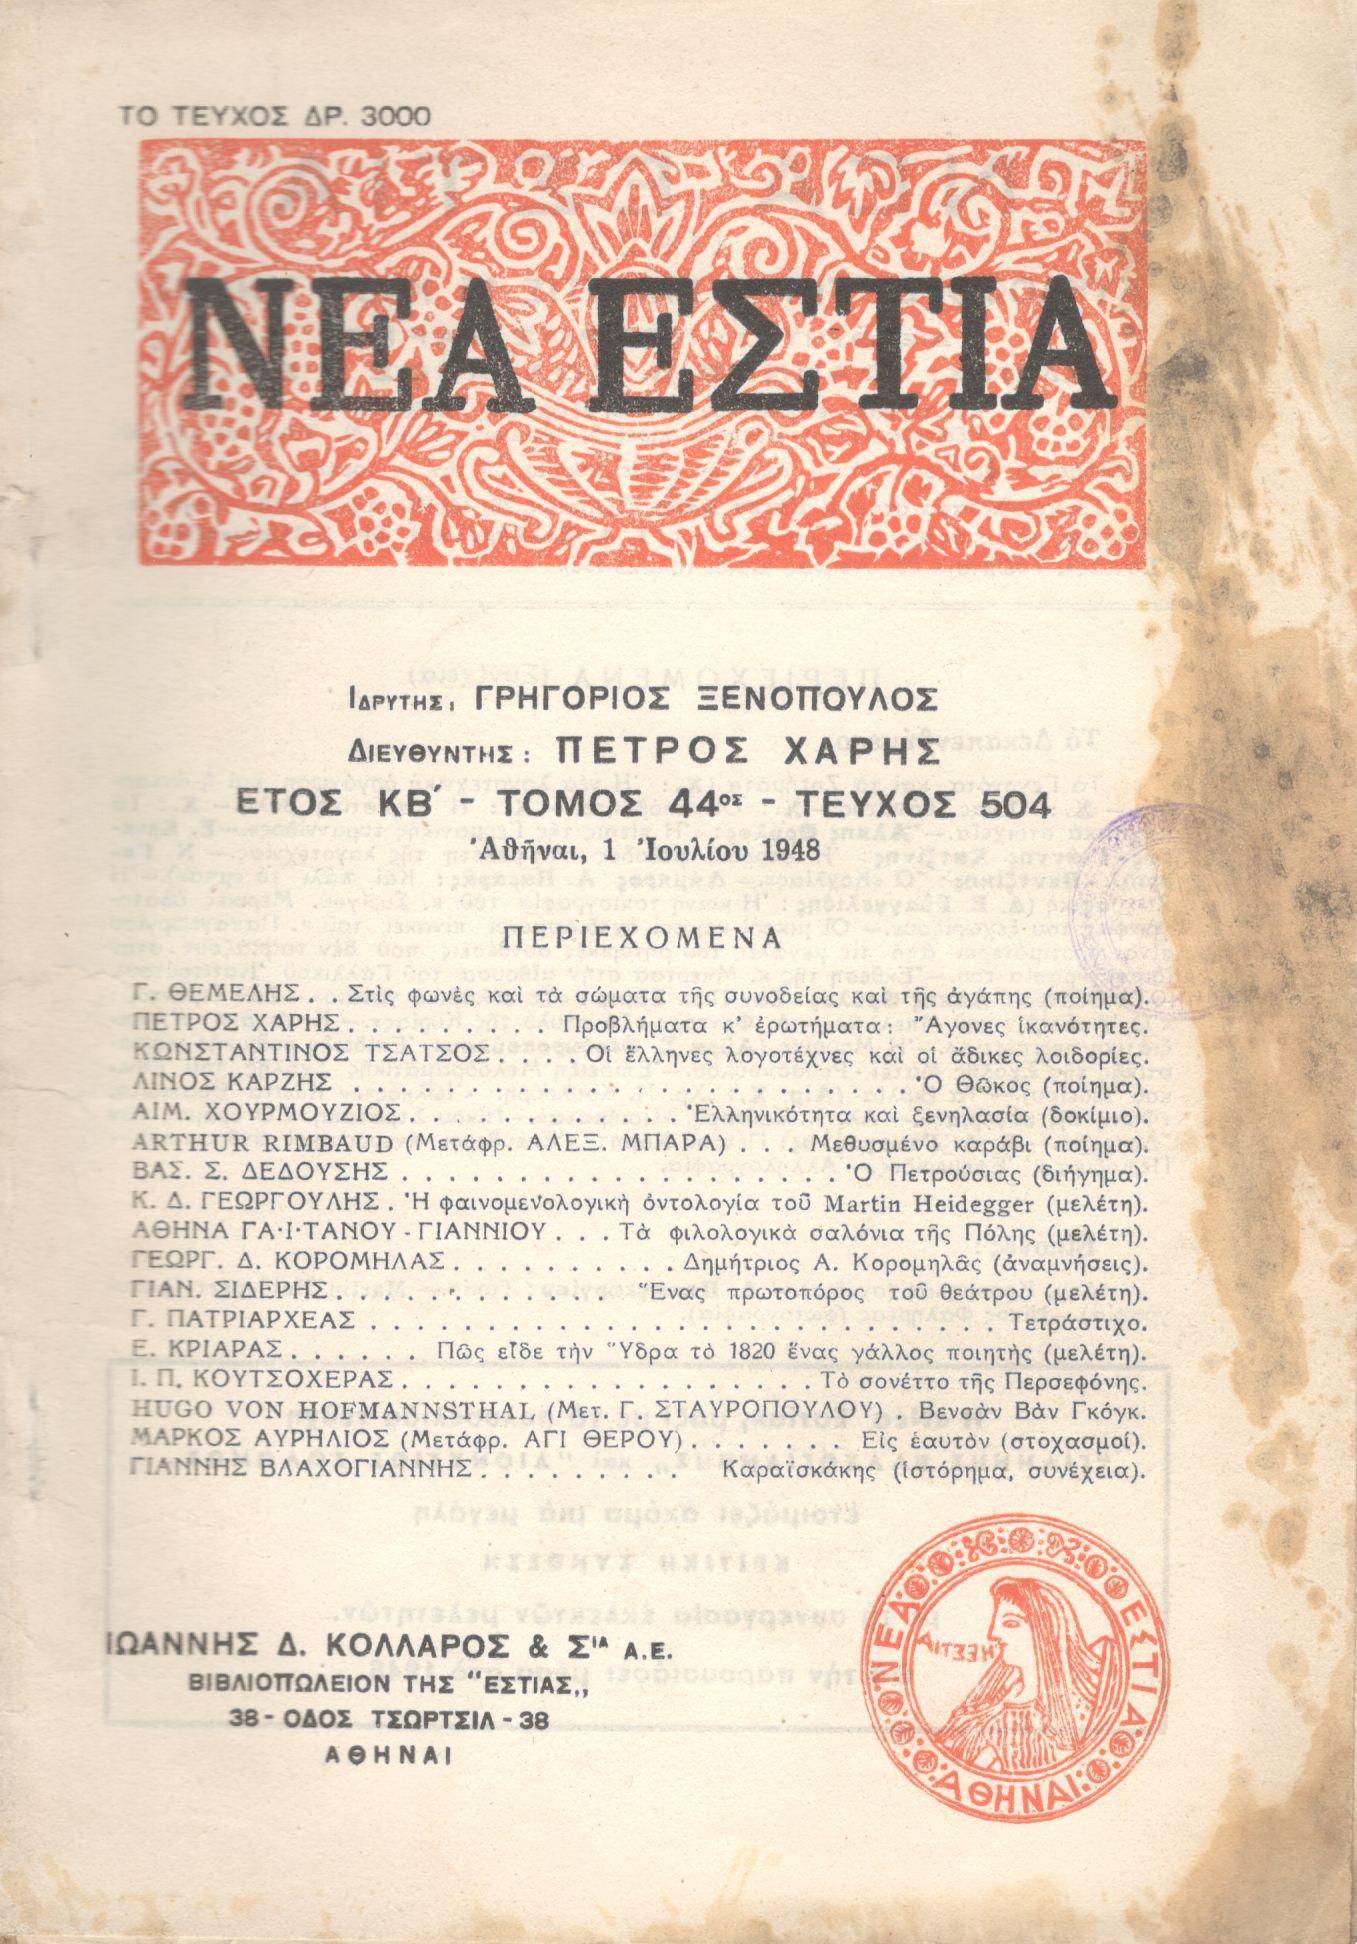 ΤΟ ΤΕΥΧΟΣ ΔΡ. 3000
ΝΕΑ ΕΣΤΙΑ
ΙΔΡΥΤΗΣ, ΓΡΗΓΟΡΙΟΣ ΞΕΝΟΠΟΥΛΟΣ
ΔΙΕΥΘΥΝΤΗΣ: ΠΕΤΡΟΣ ΧΑΡΗΣ
ΕΤΟΣ ΚΒ΄ - ΤΟΜΟΣ 44ος - ΤΕΥΧΟΣ 504
Ἀθῆναι, 1 Ἰουλίου 1948
ΠΕΡΙΕΧΟΜΕΝΑ
Γ. ΘΕΜΕΛΗΣ . . Στὶς φωνὲς καὶ τὰ σώματα τῆς συνοδείας καὶ τῆς ἀγάπης (ποίημα).
ΠΕΤΡΟΣ ΧΑΡΗΣ . . . . . . . . . Προβλήματα κ' ἐρωτήματα: Ἄγονες ἱκανότητες.
ΚΩΝΣΤΑΝΤΙΝΟΣ ΤΣΑΤΣΟΣ . . . . Οἱ ἕλληνες λογοτέχνες καὶ οἱ ἄδικες λοιδορίες.
ΛΙΝΟΣ ΚΑΡΖΗΣ . . . . . . . . . . . . . . . . . . . . . . . . Ὁ Θῶκος (ποίημα).
ΑΙΜ. ΧΟΥΡΜΟΥΖΙΟΣ . . . . . . . . . . . . Ἑλληνικότητα καὶ ξενηλασία (δοκίμιο).
ARTHUR RIMBAUD (Μετάφρ. ΑΛΕΞ. ΜΠΑΡΑ) . . . Μεθυσμένο καράβι (ποίημα).
ΒΑΣ. Σ. ΔΕΔΟΥΣΗΣ . . . . . . . . . . . . . . . . . . . Ὁ Πετρούσιας (διήγημα).
Κ. Δ. ΓΕΩΡΓΟΥΛΗΣ . Ἡ φαινομενολογικὴ ὀντολογία τοῦ Martin Heidegger (μελέτη).
ΑΘΗΝΑ ΓΑ·Ι·ΤΑΝΟΥ - ΓΙΑΝΝΙΟΥ . . . Τὰ φιλολογικὰ σαλόνια τῆς Πόλης (μελέτη).
ΓΕΩΡΓ. Δ. ΚΟΡΟΜΗΛΑΣ . . . . . . . . . . Δημήτριος Α. Κορομηλᾶς (ἀναμνήσεις).
ΓΙΑΝ. ΣΙΔΕΡΗΣ . . . . . . . . . . . . Ἕνας πρωτοπόρος τοῦ θεάτρου (μελέτη).
Γ. ΠΑΤΡΙΑΡΧΕΑΣ . . . . . . . . . . . . . . . . . . . . . . . . . . . Τετράστιχο.
Ε. ΚΡΙΑΡΑΣ . . . . . . Πῶς εἶδε τὴν Ὕδρα τὸ 1820 ἕνας γάλλος ποιητὴς (μελέτη).
Ι. Π. ΚΟΥΤΣΟΧΕΡΑΣ . . . . . . . . . . . . . . . . . . Τὸ σονέττο τῆς Περσεφόνης.
HUGO VON HOFMANNSTHAL (Μετ. Γ. ΣΤΑΥΡΟΠΟΥΛΟΥ) . Βενσὰν Βὰν Γκόγκ.
ΜΑΡΚΟΣ ΑΥΡΗΛΙΟΣ (Μετάφρ. ΑΓΙ ΘΕΡΟΥ) . . . . . . . Εἰς ἑαυτὸν (στοχασμοί).
ΓΙΑΝΝΗΣ ΒΛΑΧΟΓΙΑΝΝΗΣ . . . . . . . . . Καραϊσκάκης (ἱστόρημα, συνέχεια).
ΙΩΑΝΝΗΣ Δ. ΚΟΛΛΑΡΟΣ & ΣΙΑ Α.Ε.
ΒΙΒΛΙΟΠΩΛΕΙΟΝ ΤΗΣ "ΕΣΤΙΑΣ„
38 - ΟΔΟΣ ΤΣΩΡΤΣΙΛ - 38
ΑΘΗΝΑΙ
ΝΕΑ ΕΣΤΙΑ
ΑΘΗΝΑΙ